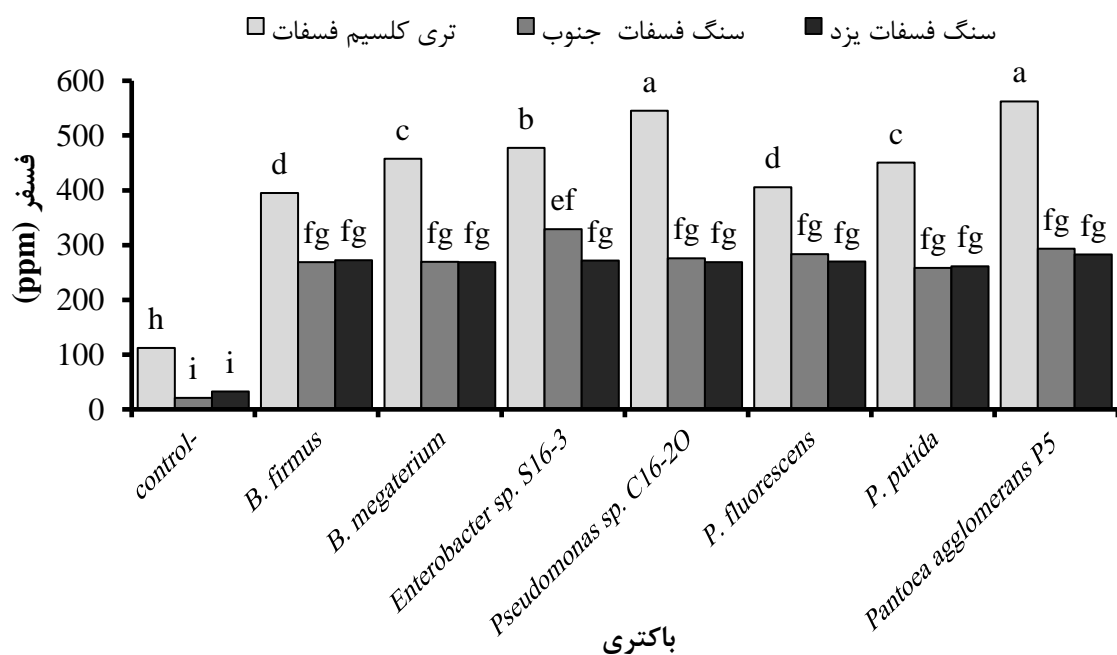 تری کلسیم فسفات سنگ فسفات جنوب سنگ فسفات یزد
فسفر (ppm)
600
500
400
300
200
100
0
h i i
d fg fg
c fg fg
b ef fg
a fg fg
d fg fg
c fg fg
a fg fg
control-
B. firmus
B. megaterium
Enterobacter sp. S16-3
Pseudomonas sp. C16-2O
P. fluorescens
P. putida
Pantoea agglomerans P5
باکتری